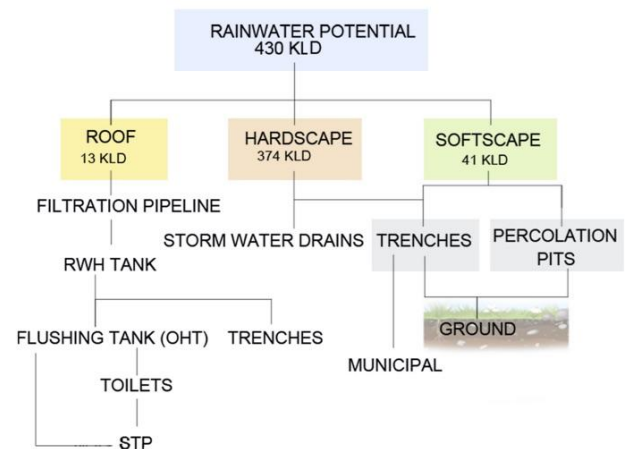 RAINWATER POTENTIAL
430 KLD
ROOF
13 KLD
HARDSCAPE
374 KLD
SOFTSCAPE
41 KLD
FILTRATION PIPELINE
STORM WATER DRAINS
TRENCHES
PERCOLATION
PITS
RWH TANK
FLUSHING TANK (OHT)
TRENCHES
GROUND
MUNICIPAL
TOILETS
STP